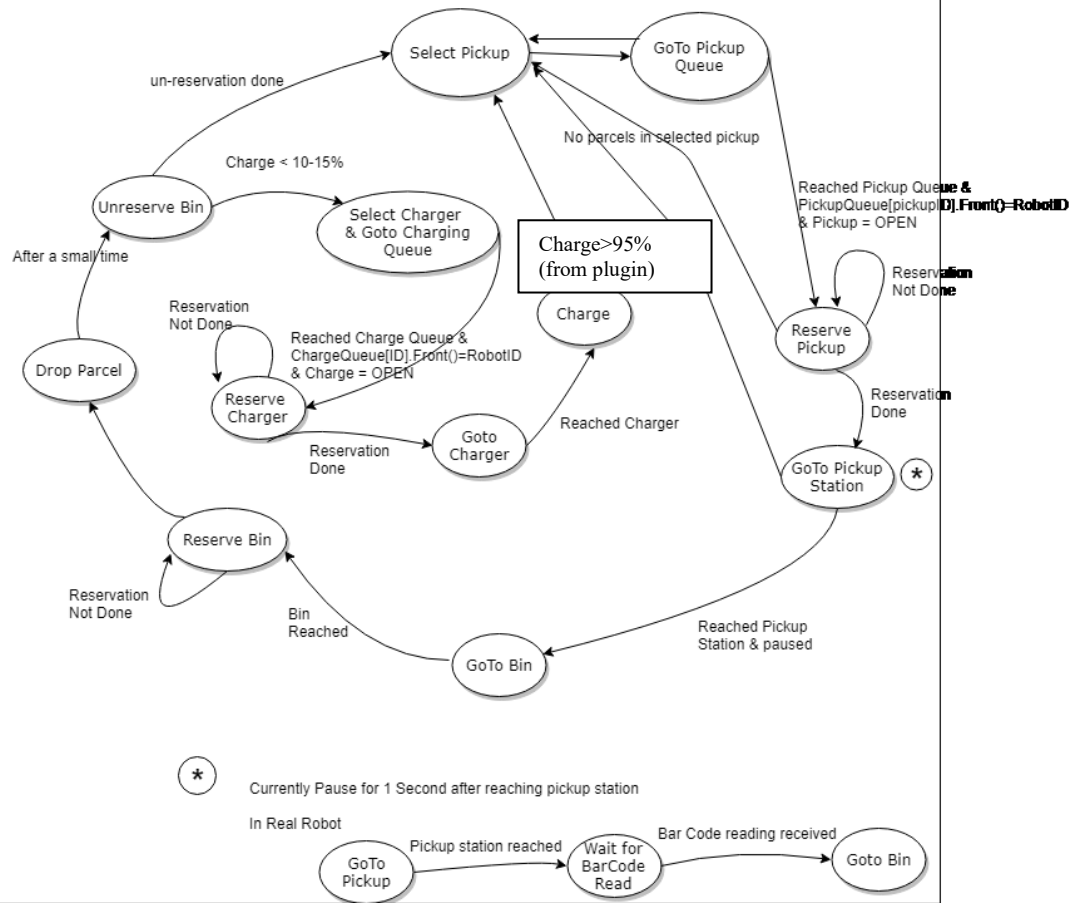 Select Pickup
GoTo Pickup
Queue
un-reservation done
No parcels in selected pickup
Charge < 10-15%
Reached Pickup Queue &
PickupQueue[pickupID].Front()=RobotID
& Pickup = OPEN
Unreserve Bin
Select Charger
& Goto Charging
Queue
Charge>95%
(from plugin)
After a small time
Reservation
Not Done
Reservation
Not Done
Charge
Reached Charge Queue &
ChargeQueue[ID].Front()=RobotID
& Charge = OPEN
Reserve
Pickup
Drop Parcel
Reserve
Charger
Reservation
Done
Goto
Charger
Reached Charger
Reservation
Done
GoTo Pickup
Station
*
Reserve Bin
Reservation
Not Done
Bin
Reached
Reached Pickup
Station & paused
GoTo Bin
*
Currently Pause for 1 Second after reaching pickup station
In Real Robot
GoTo
Pickup
Pickup station reached
Wait for
BarCode
Read
Bar Code reading received
Goto Bin